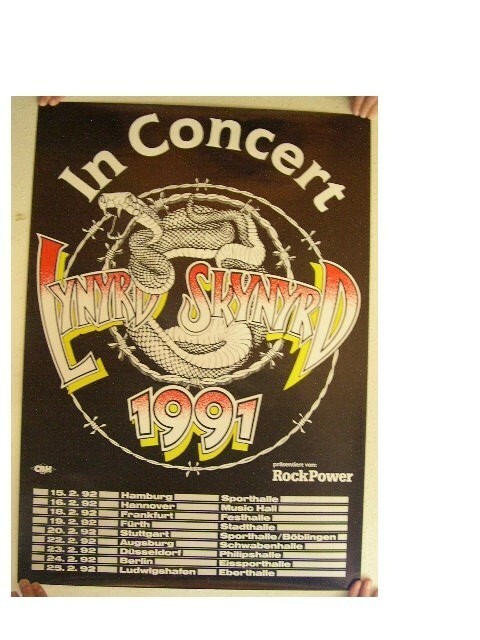 In Concert
LYNYRD SKYNYRD
1991
präsentiert von:
RockPower
15. 2. 92 Hamburg Sporthalle
16. 2. 92 Hannover Music Hall
18. 2. 92 Frankfurt Festhalle
19. 2. 92 Fürth Stadthalle
20. 2. 92 Stuttgart Sporthalle/Böblingen
22. 2. 92 Augsburg Schwabenhalle
23. 2. 92 Düsseldorf Philipshalle
24. 2. 92 Berlin Eissporthalle
25. 2. 92 Ludwigshafen Eberthalle